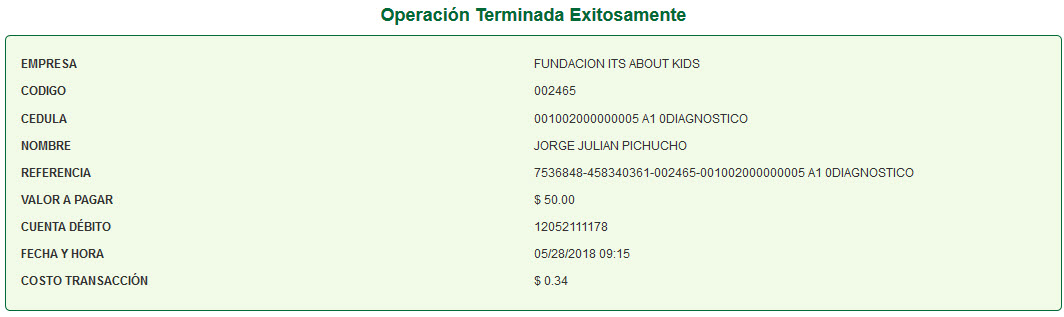 Operación Terminada Exitosamente
EMPRESA FUNDACION ITS ABOUT KIDS
CODIGO 002465
CEDULA 001002000000005 A1 0DIAGNOSTICO
NOMBRE JORGE JULIAN PICHUCHO
REFERENCIA 7536848-458340361-002465-001002000000005 A1 0DIAGNOSTICO
VALOR A PAGAR $ 50.00
CUENTA DÉBITO 12052111178
FECHA Y HORA 05/28/2018 09:15
COSTO TRANSACCIÓN $ 0.34